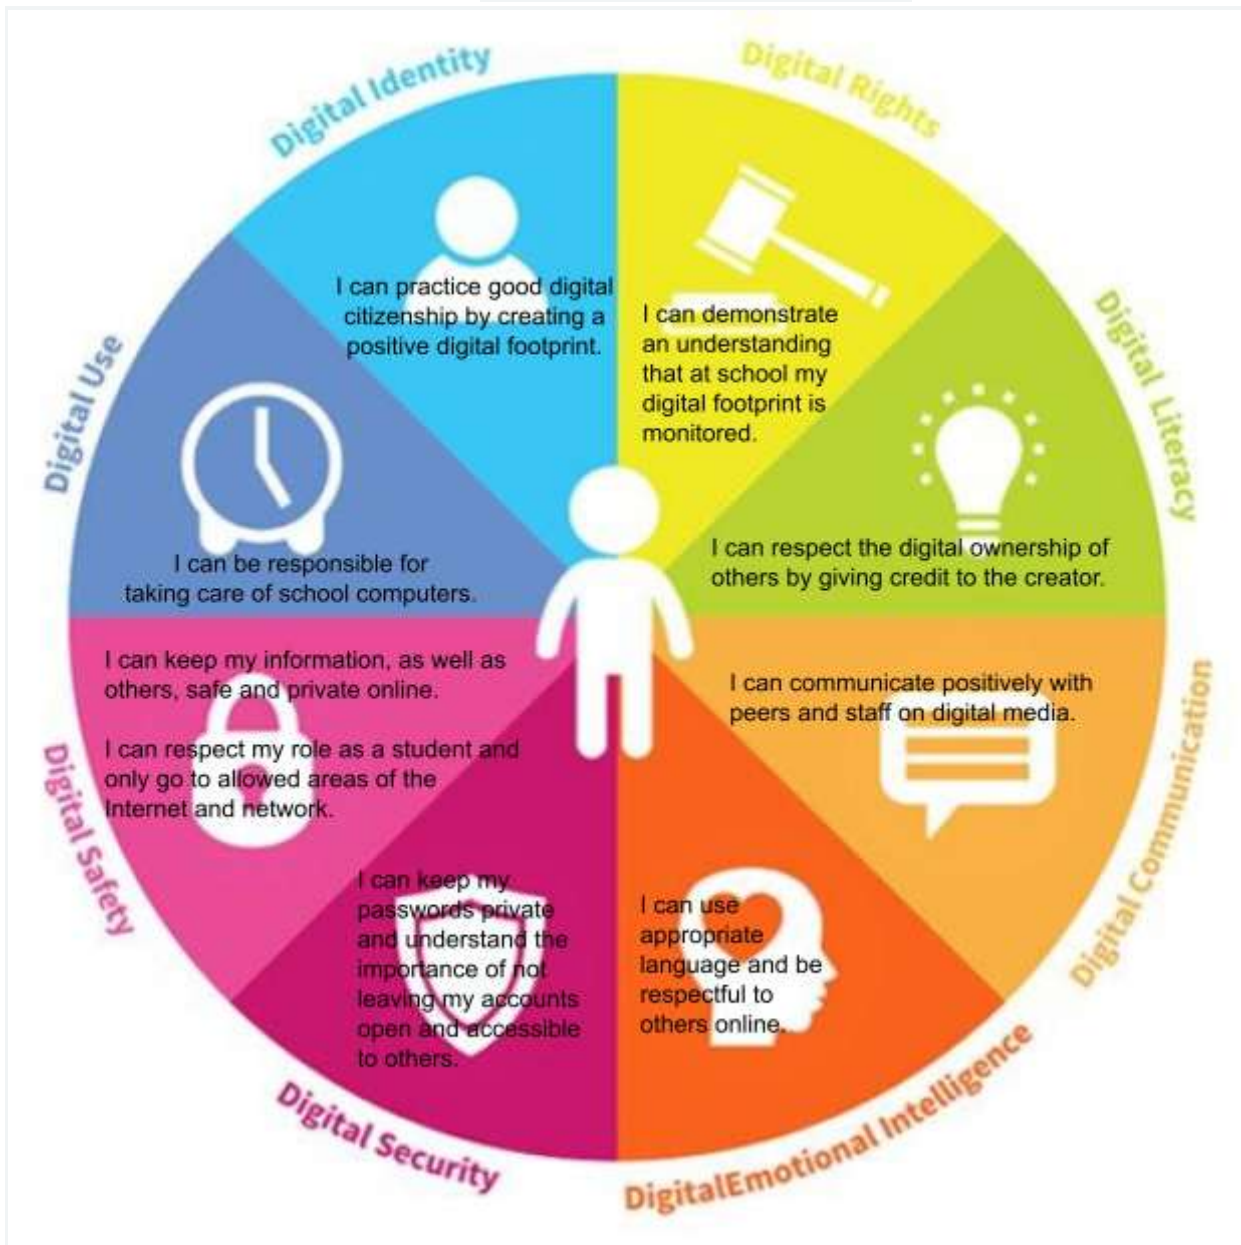 Digital Identity
I can practice good digital
citizenship by creating a
positive digital footprint.
Digital Rights
I can demonstrate
an understanding
that at school my
digital footprint is
monitored.
Digital Literacy
I can respect the digital ownership of
others by giving credit to the creator.
Digital Communication
I can communicate positively with
peers and staff on digital media.
DigitalEmotional Intelligence
I can use
appropriate
language and be
respectful to
others online.
Digital Security
I can keep my
passwords private
and understand the
importance of not
leaving my accounts
open and accessible
to others.
Digital Safety
I can keep my information, as well as
others, safe and private online.
I can respect my role as a student and
only go to allowed areas of the
Internet and network.
Digital Use
I can be responsible for
taking care of school computers.